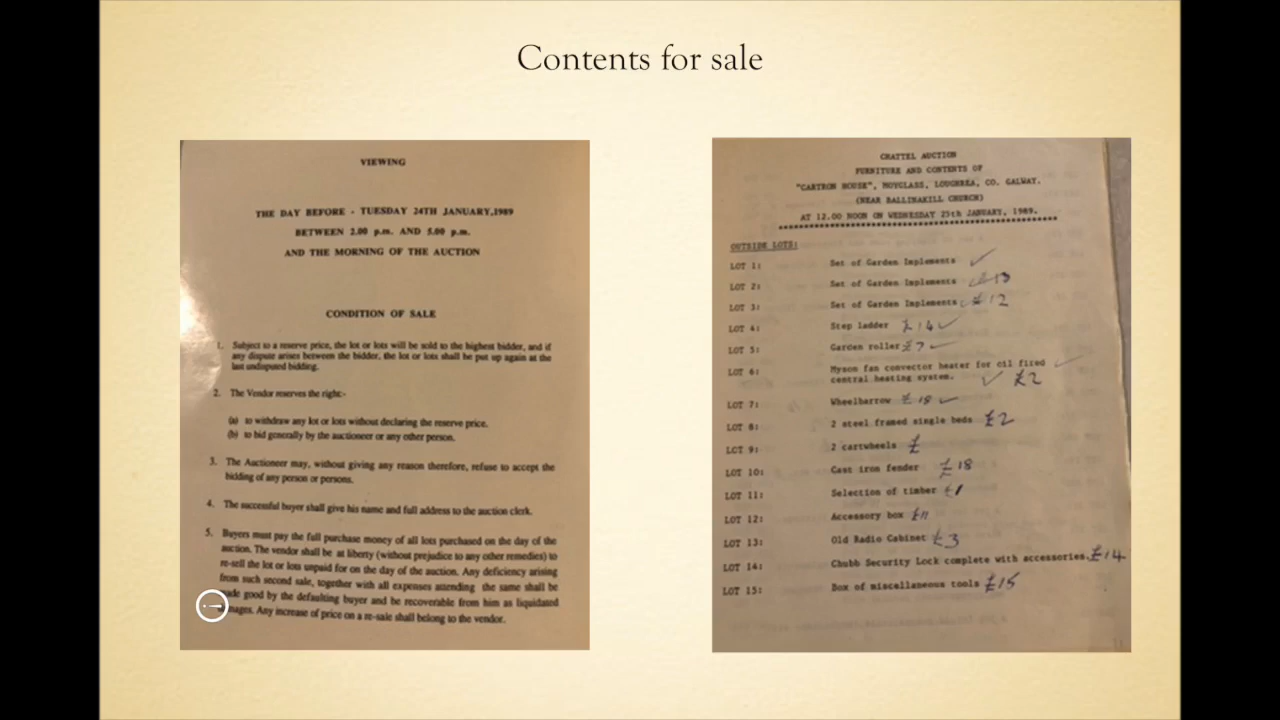 Contents for sale
VIEWING
THE DAY BEFORE - TUESDAY 24TH JANUARY,1989
BETWEEN 2.00 p.m. AND 5.00 p.m.
AND THE MORNING OF THE AUCTION
CONDITION OF SALE
1. Subject to a reserve price, the lot or lots will be sold to the highest bidder, and if
any dispute arises between the bidder, the lot or lots shall be put up again at the
last undisputed bidding.
2. The Vendor reserves the right:-
(a) to withdraw any lot or lots without declaring the reserve price.
(b) to bid generally by the auctioneer or any other person.
3. The Auctioneer may, without giving any reason therefore, refuse to accept the
bidding of any person or persons.
4. The successful buyer shall give his name and full address to the auction clerk.
5. Buyers must pay the full purchase money of all lots purchased on the day of the
auction. The vendor shall be at liberty (without prejudice to any other remedies) to
re-sell the lot or lots unpaid for on the day of the auction. Any deficiency arising
from such second sale, together with all expenses attending the same shall be
ade good by the defaulting buyer and be recoverable from him as liquidated
mages. Any increase of price on a re-sale shall belong to the vendor.
CHATTEL AUCTION
FURNITURE AND CONTENTS OF
"CARTRON HOUSE", MOYGLASS, LOUGHREA, CO. GALWAY.
(NEAR BALLINAKILL CHURCH)
AT 12.00 NOON ON WEDNESDAY 25th JANUARY, 1989.
OUTSIDE LOTS:
LOT 1: Set of Garden Implements
LOT 2: Set of Garden Implements £13
LOT 3: Set of Garden Implements £12
LOT 4: Step ladder £14
LOT 5: Garden roller £7
LOT 6: Myson fan convector heater for oil fired
central heating system. £2
LOT 7: Wheelbarrow £18
LOT 8: 2 steel framed single beds £2
LOT 9: 2 cartwheels £
LOT 10: Cast iron fender £18
LOT 11: Selection of timber £1
LOT 12: Accessory box £11
LOT 13: Old Radio Cabinet £3
LOT 14: Chubb Security Lock complete with accessories. £14
LOT 15: Box of miscellaneous tools £15